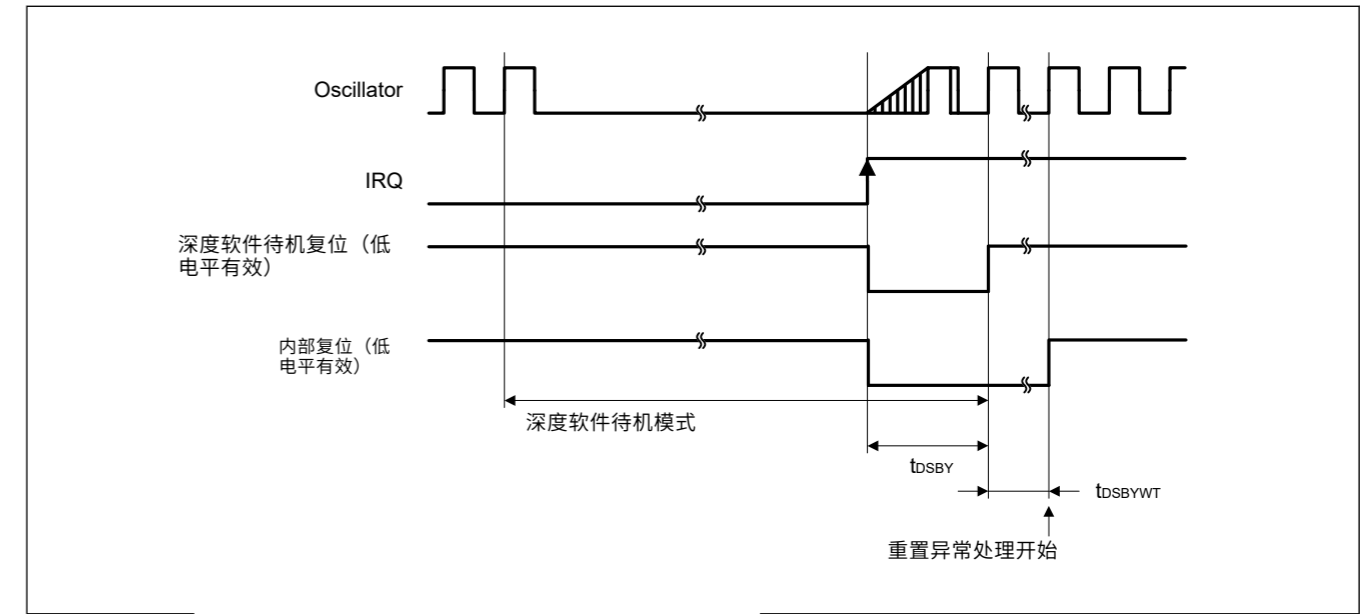 Oscillator
IRQ
深度软件待机复位（低
电平有效）
内部复位（低
电平有效）
深度软件待机模式
tDSBY
tDSBYWT
重置异常处理开始